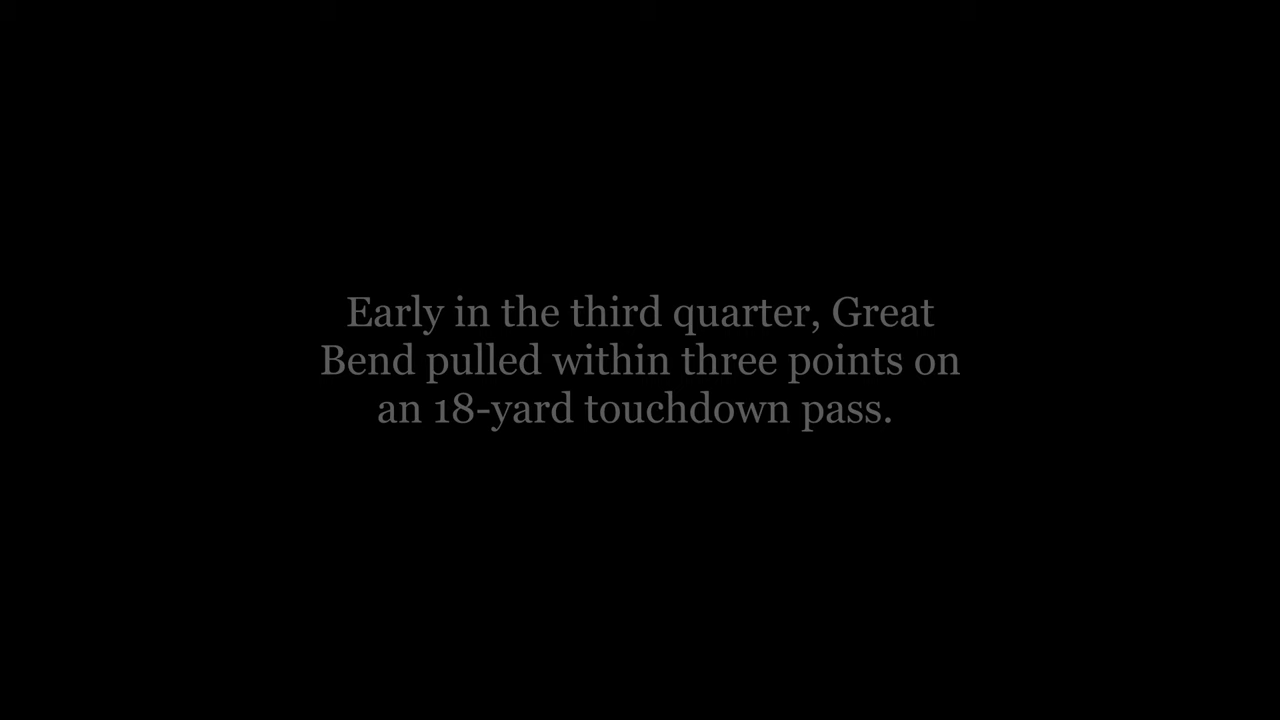 Early in the third quarter, Great
Bend pulled within three points on
an 18-yard touchdown pass.